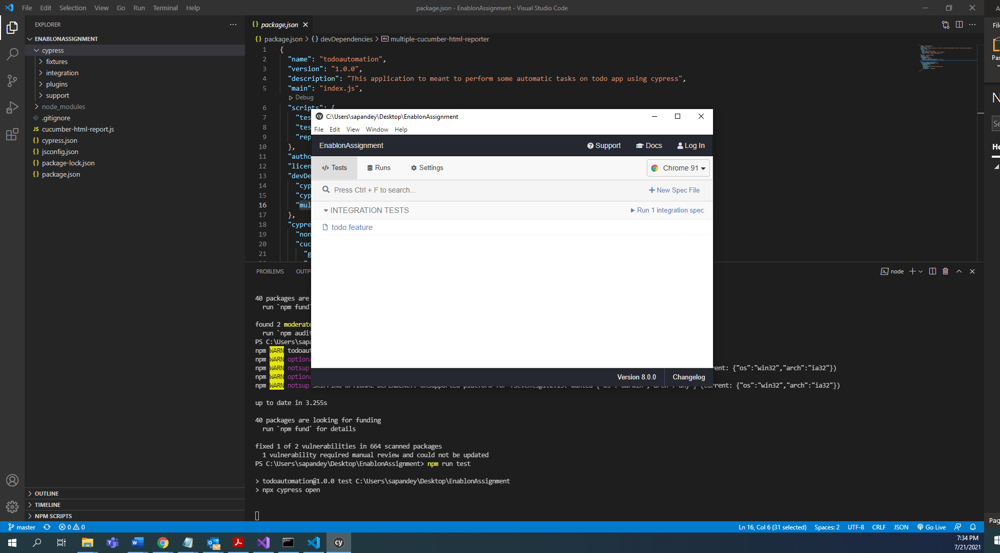 File Edit Selection View Go Run Terminal Help
package.json - EnablonAssignment - Visual Studio Code
EXPLORER
ENABLONASSIGNMENT
cypress
fixtures
integration
plugins
support
node_modules
.gitignore
JS cucumber-html-report.js
{} cypress.json
{} jsconfig.json
{} package-lock.json
{} package.json
OUTLINE
TIMELINE
NPM SCRIPTS
{} package.json
{} package.json > {} devDependencies > abc multiple-cucumber-html-reporter
1 {
2 "name": "todoautomation",
3 "version": "1.0.0",
4 "description": "This application to meant to perform some automatic tasks on todo app using cypress",
5 "main": "index.js",
Debug
6 "scripts": {
7 "tes
8 "tes
9 "rep
10 },
11 "autho
12 "licen
13 "devDe
14 "cyp
15 "cyp
16 "mul
17 },
18 "cypre
19 "non
20 "cuc
21 "g
cy C:\Users\sapandey\Desktop\EnablonAssignment
File Edit View Window Help
EnablonAssignment
Support Docs Log In
Tests Runs Settings
Chrome 91
Press Ctrl + F to search...
New Spec File
INTEGRATION TESTS
Run 1 integration spec
todo.feature
Version 8.0.0
Changelog
PROBLEMS OUTP
node
40 packages are
run `npm fund`
found 2 moderate
run `npm audit
PS C:\Users\sapa
npm WARN todoaut
npm WARN optiona
npm WARN notsup
rent: {"os":"win32","arch":"ia32"})
npm WARN optiona
npm WARN notsup
(current: {"os":"win32","arch":"ia32"})
up to date in 3.255s
40 packages are looking for funding
run `npm fund` for details
fixed 1 of 2 vulnerabilities in 664 scanned packages
1 vulnerability required manual review and could not be updated
PS C:\Users\sapandey\Desktop\EnablonAssignment> npm run test
> todoautomation@1.0.0 test C:\Users\sapandey\Desktop\EnablonAssignment
> npx cypress open
master
0 0
Ln 16, Col 6 (31 selected)
Spaces: 2
UTF-8
CRLF
JSON
Go Live
7:34 PM
7/21/2021
A
Fil
Pas
N
Se
He
Pag